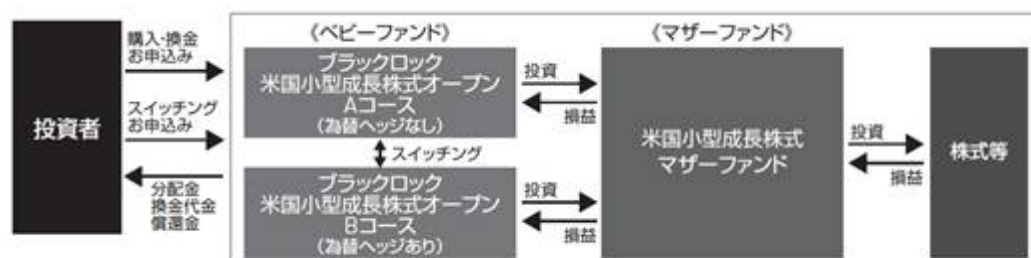 投資者
購入・換金
お申込み
スイッチング
お申込み
分配金
換金代金
償還金
《ベビーファンド》
ブラックロック
米国小型成長株式オープン
Aコース
(為替ヘッジなし)
スイッチング
ブラックロック
米国小型成長株式オープン
Bコース
(為替ヘッジあり)
投資
損益
投資
損益
《マザーファンド》
米国小型成長株式
マザーファンド
投資
損益
株式等